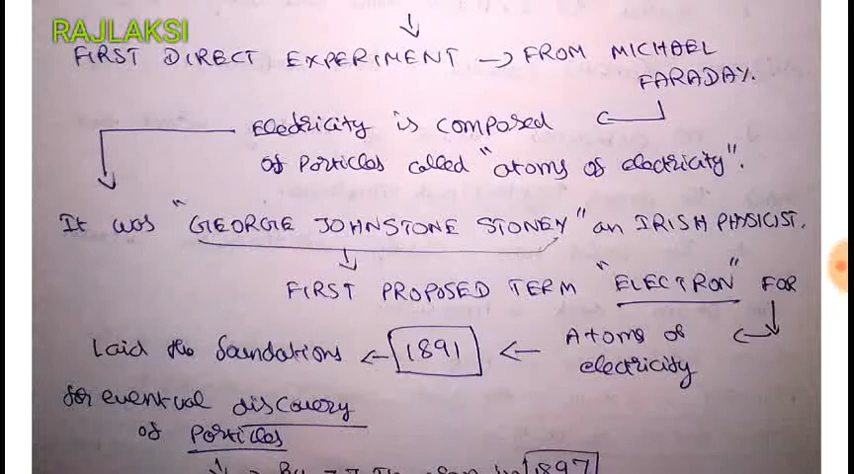 RAJLAKSI
FIRST DIRECT EXPERIMENT → FROM MICHAEL
FARADAY.
Electricity is composed
of Particles called "atoms of electricity".
It was "GEORGE JOHNSTONE STONEY" an IRISH PHYSICIST.
FIRST PROPOSED TERM "ELECTRON" FOR
Atoms of
electricity
Laid the foundations ← 1891 ←
for eventual discovery
of Particles
1897